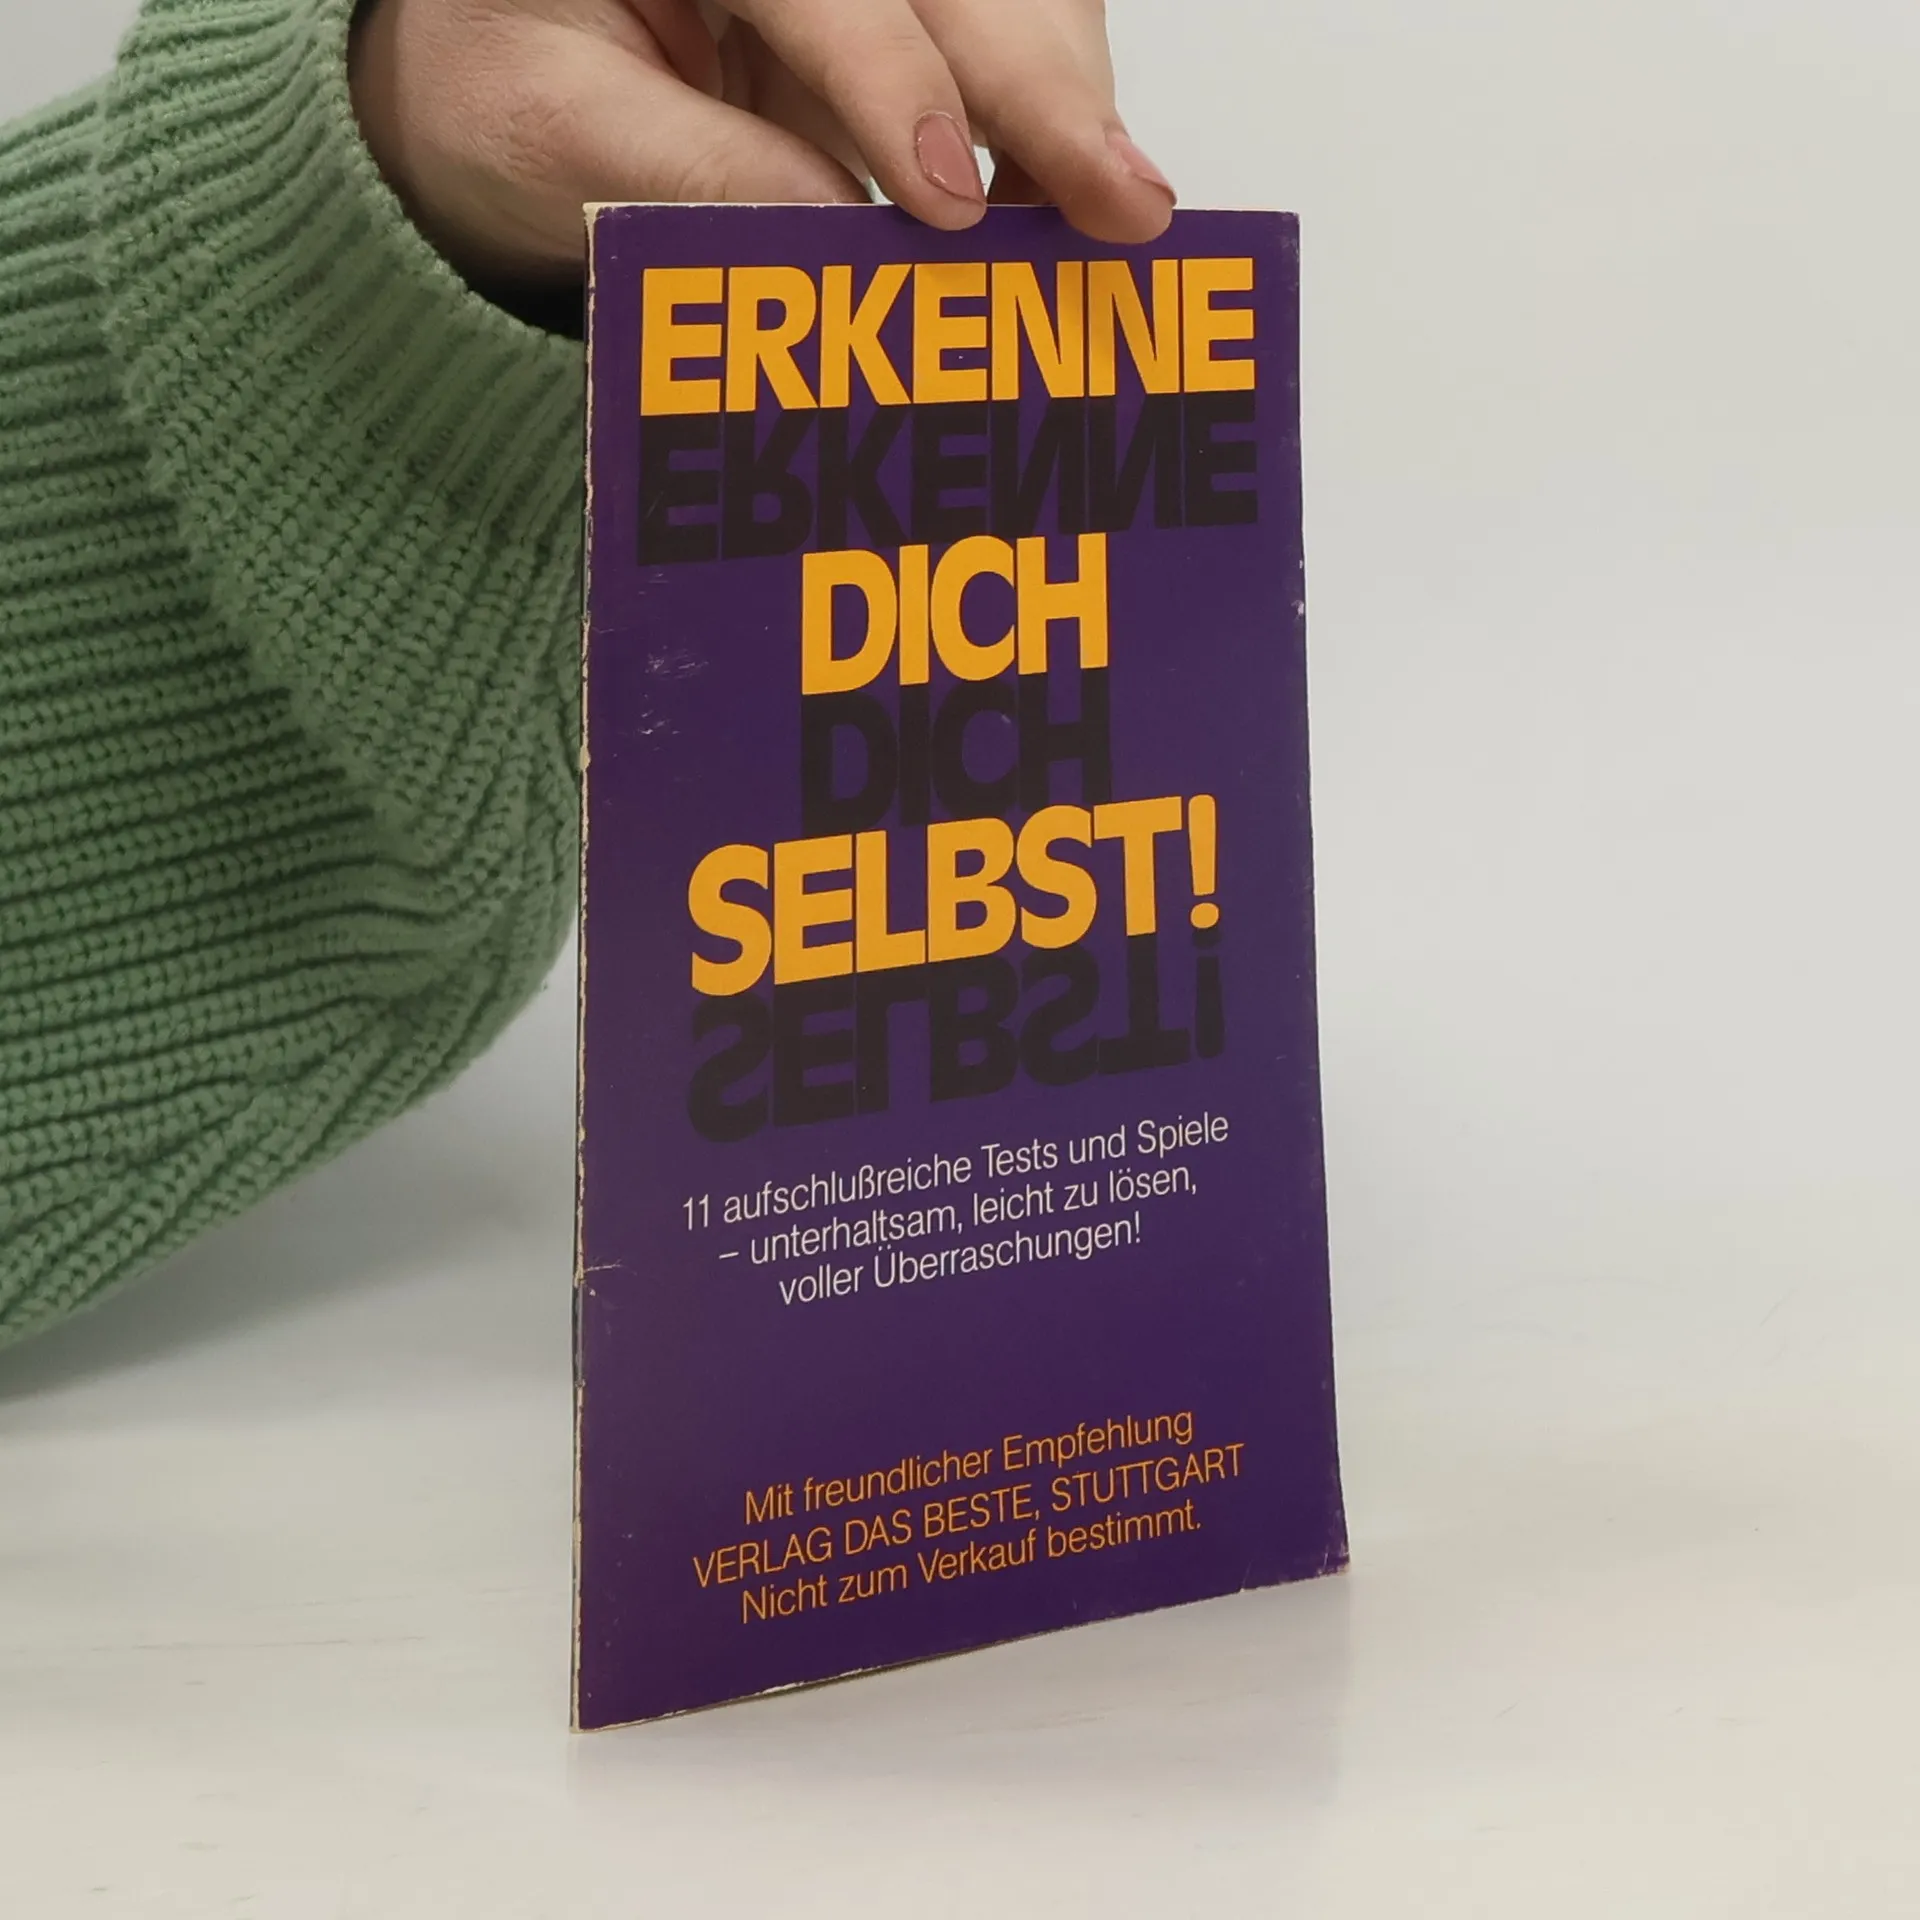 ERKENNE
DICH
SELBST!
11 aufschlußreiche Tests und Spiele
– unterhaltsam, leicht zu lösen,
voller Überraschungen!
Mit freundlicher Empfehlung
VERLAG DAS BESTE, STUTTGART
Nicht zum Verkauf bestimmt.